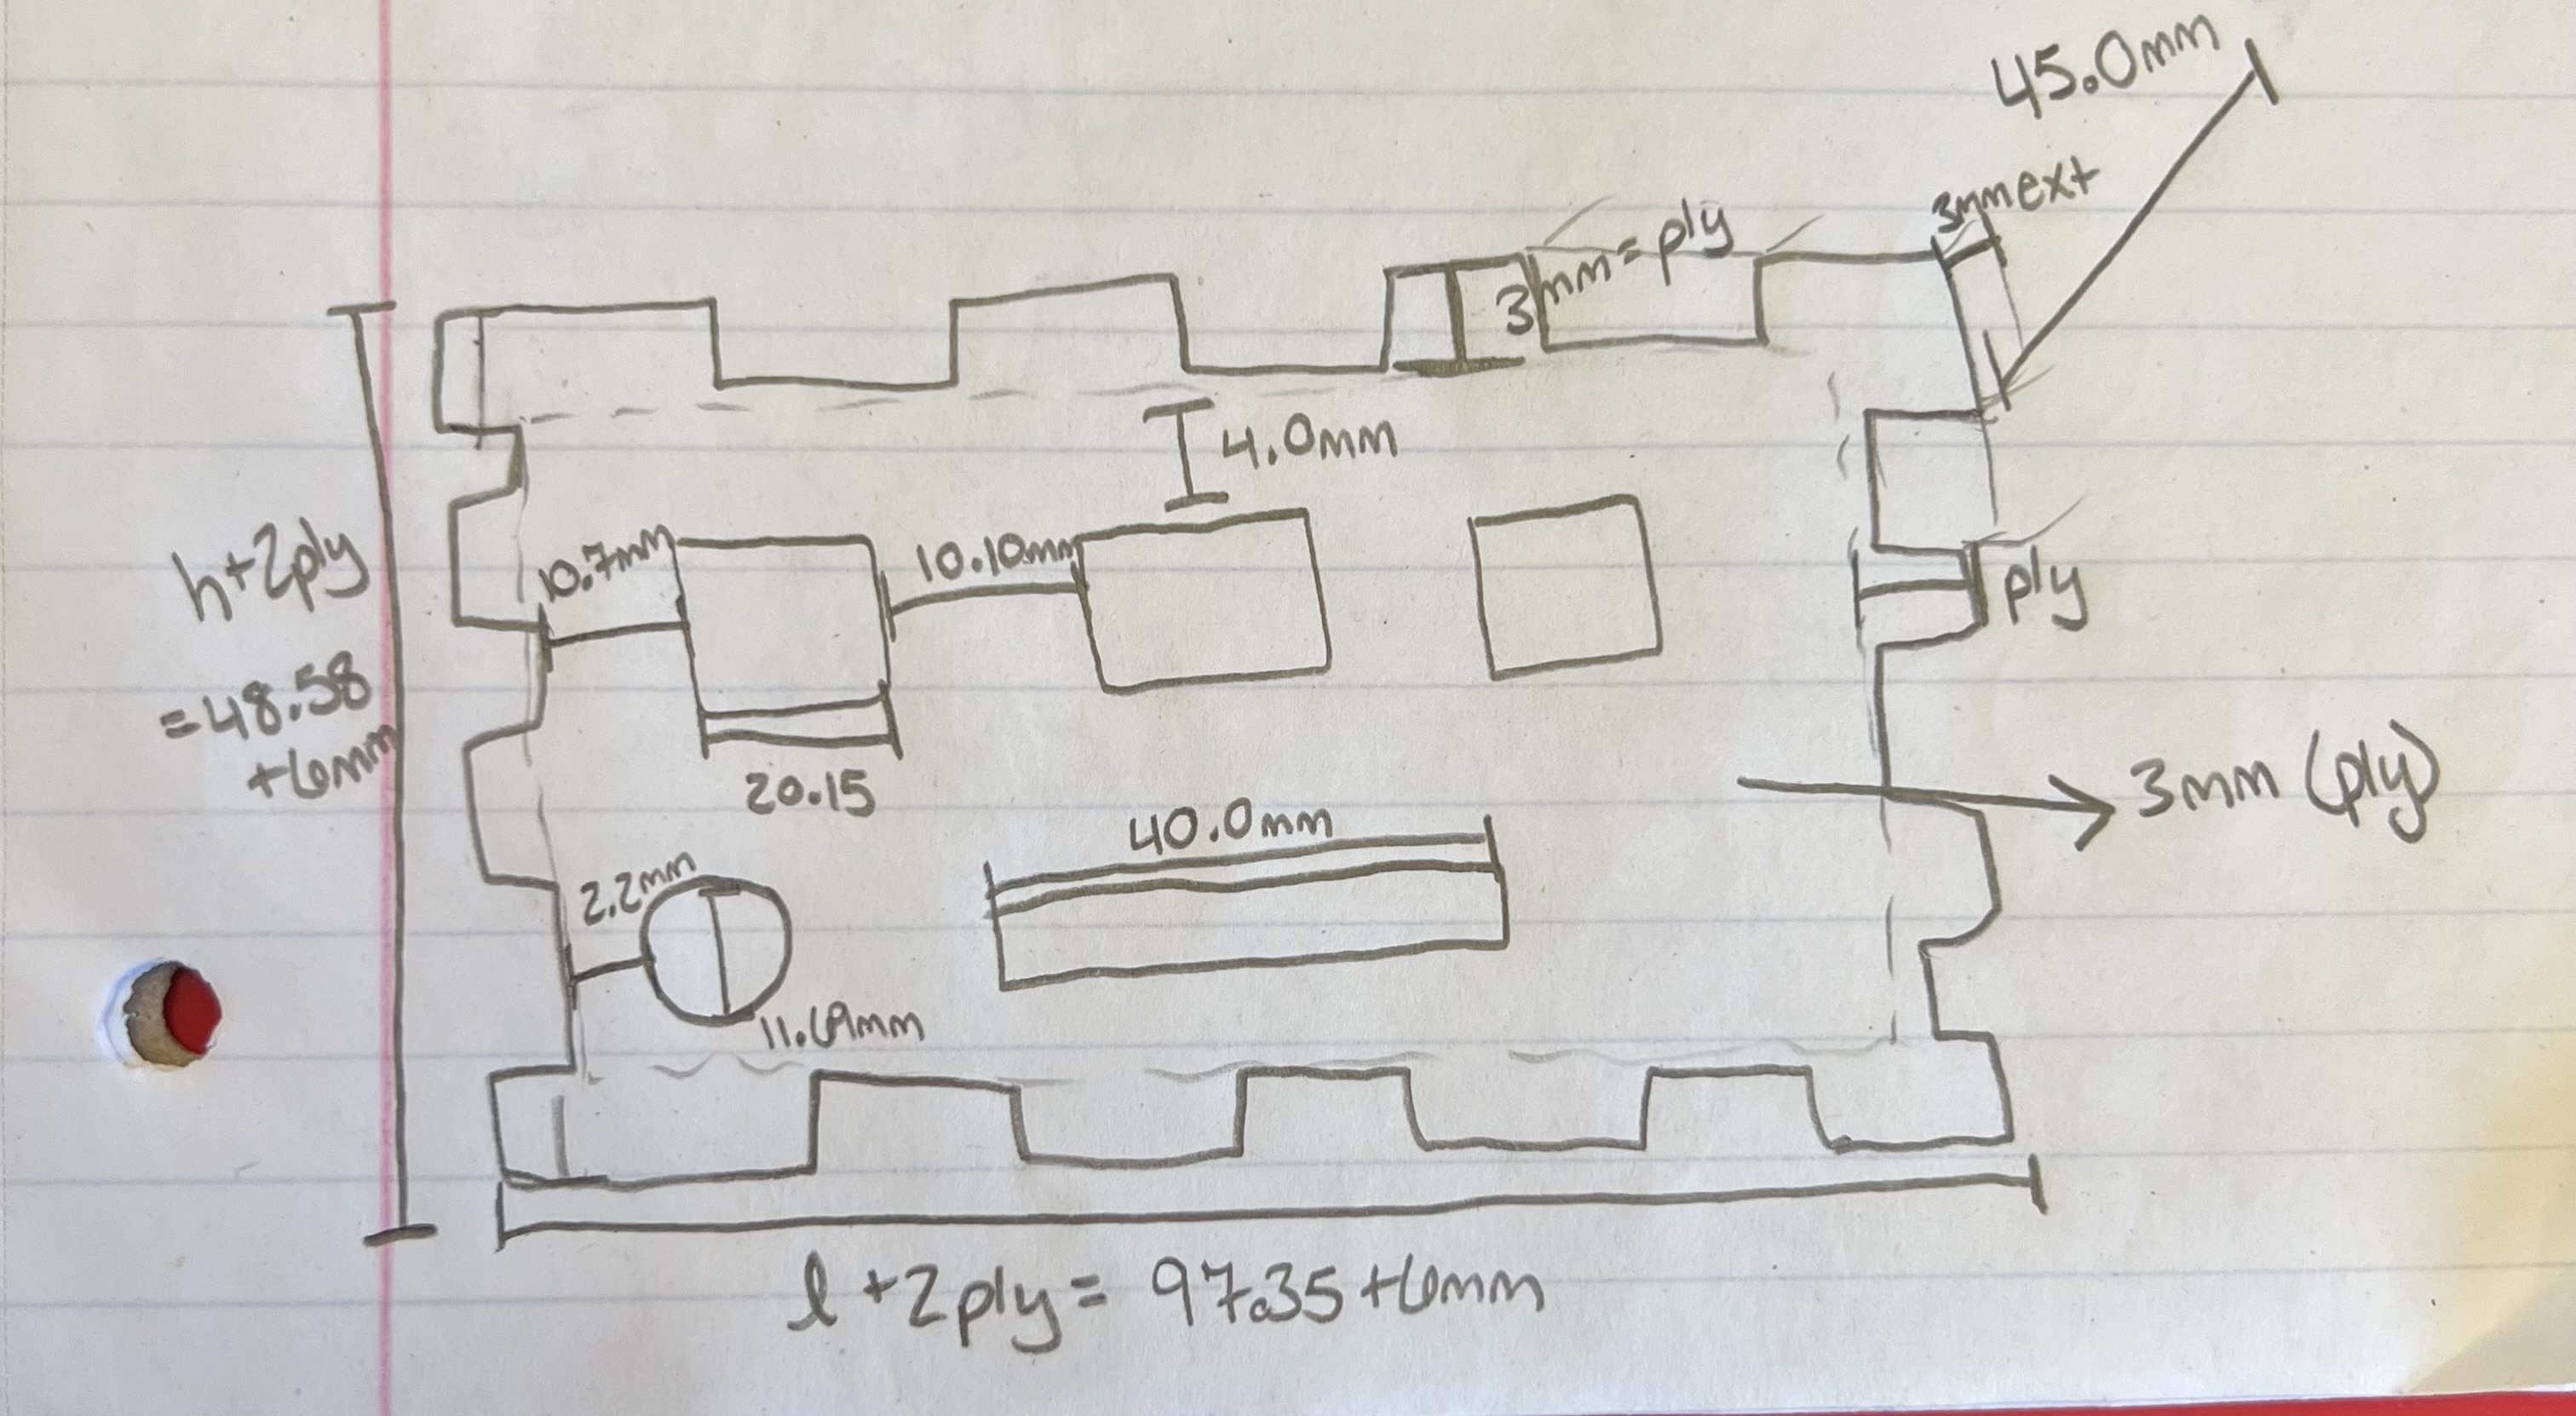 45.0mm
3mm ext
3mm = ply
4.0mm
h+2ply
= 48.58
+6mm
10.7mm
10.10mm
ply
20.15
3mm (ply)
40.0mm
2.2mm
11.69mm
l + 2ply = 97.35 + 6mm